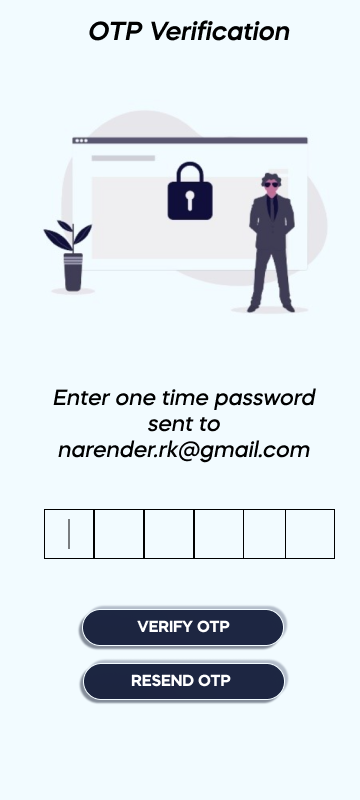 OTP Verification
Enter one time password
sent to
narender.rk@gmail.com
VERIFY OTP
RESEND OTP